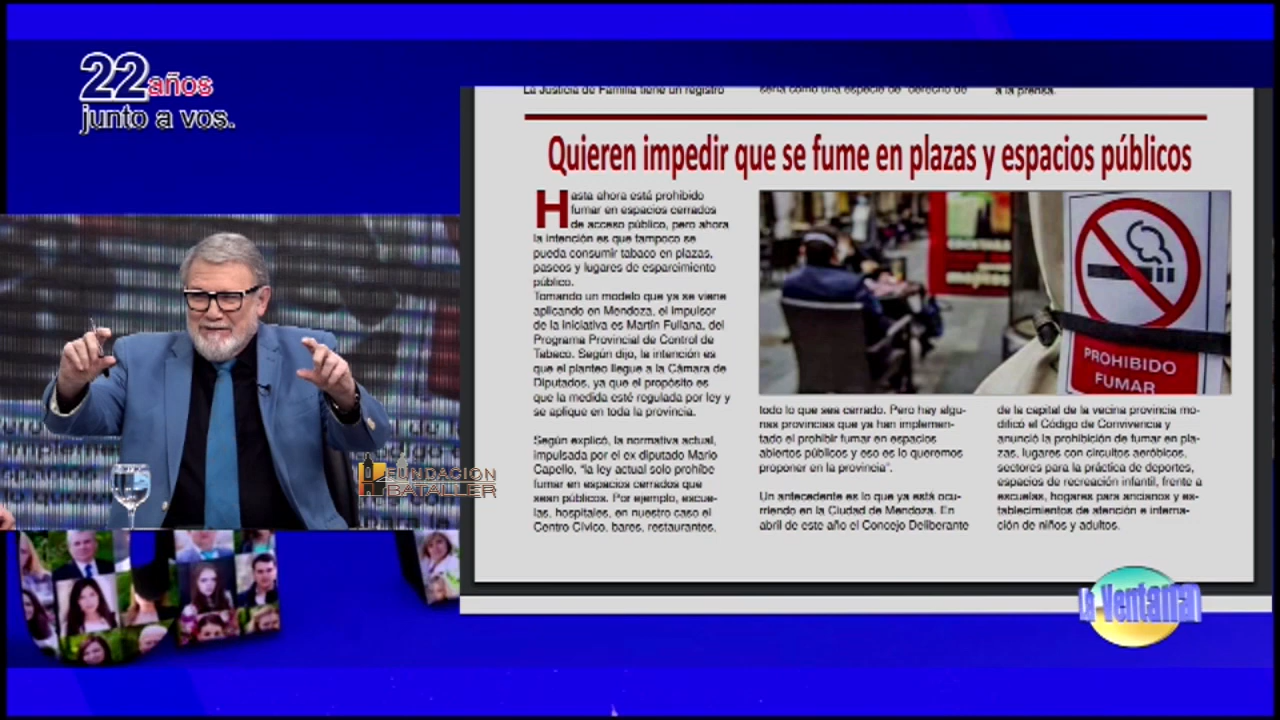 22 años
junto a vos.
La Justicia de Familia tiene un registro
sería como una especie de "derecho de
a la prensa.
Quieren impedir que se fume en plazas y espacios públicos
Hasta ahora está prohibido
fumar en espacios cerrados
de acceso público, pero ahora
la intención es que tampoco se
pueda consumir tabaco en plazas,
paseos y lugares de esparcimiento
público.
Tomando un modelo que ya se viene
aplicando en Mendoza, el impulsor
de la iniciativa es Martín Fullana, del
Programa Provincial de Control de
Tabaco. Según dijo, la intención es
que el planteo llegue a la Cámara de
Diputados, ya que el propósito es
que la medida esté regulada por ley y
se aplique en toda la provincia.
Según explicó, la normativa actual,
impulsada por el ex diputado Mario
Capello, "la ley actual solo prohíbe
fumar en espacios cerrados que
sean públicos. Por ejemplo, escue-
las, hospitales, en nuestro caso el
Centro Cívico, bares, restaurantes,
PROHIBIDO
FUMAR
todo lo que sea cerrado. Pero hay algu-
nas provincias que ya han implemen-
tado el prohibir fumar en espacios
abiertos públicos y eso es lo queremos
proponer en la provincia".
Un antecedente es lo que ya está ocu-
rriendo en la Ciudad de Mendoza. En
abril de este año el Concejo Deliberante
de la capital de la vecina provincia mo-
dificó el Código de Convivencia y
anunció la prohibición de fumar en pla-
zas, lugares con circuitos aeróbicos,
sectores para la práctica de deportes,
espacios de recreación infantil, frente a
escuelas, hogares para ancianos y es-
tablecimientos de atención e interna-
ción de niños y adultos.
FUNDACION
BATALLER
La Ventana